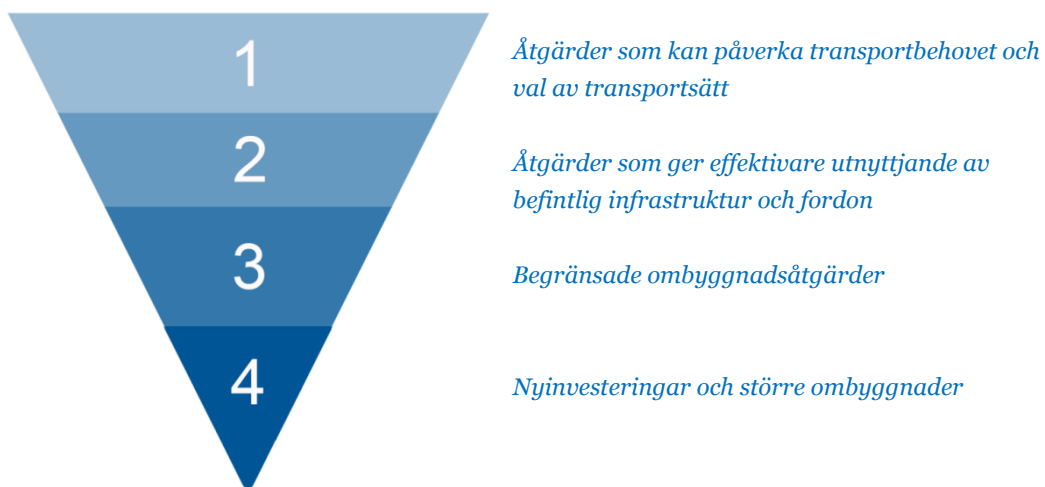 1
Åtgärder som kan påverka transportbehovet och
val av transportsätt
2
Åtgärder som ger effektivare utnyttjande av
befintlig infrastruktur och fordon
3
Begränsade ombyggnadsåtgärder
4
Nyinvesteringar och större ombyggnader